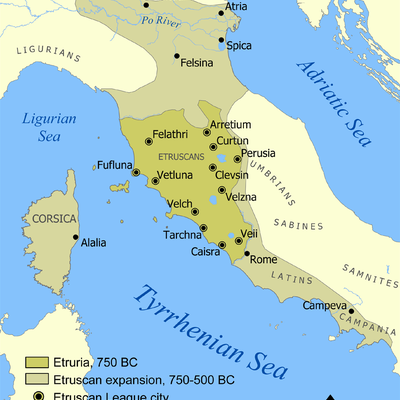 Atria
Po River
Spica
LIGURIANS
Felsina
Adriatic Sea
Ligurian
Sea
Arretium
Felathri
Curtun
ETRUSCANS
Perusia
Fufluna
Vetluna
Clevsin
UMBRIANS
Velzna
Velch
CORSICA
SABINES
Tarchna
Veii
Alalia
Caisra
Rome
SAMNITES
LATINS
Tyrrhenian Sea
Campeva
CAMPANIA
Etruria, 750 BC
Etruscan expansion, 750-500 BC
Etruscan League city